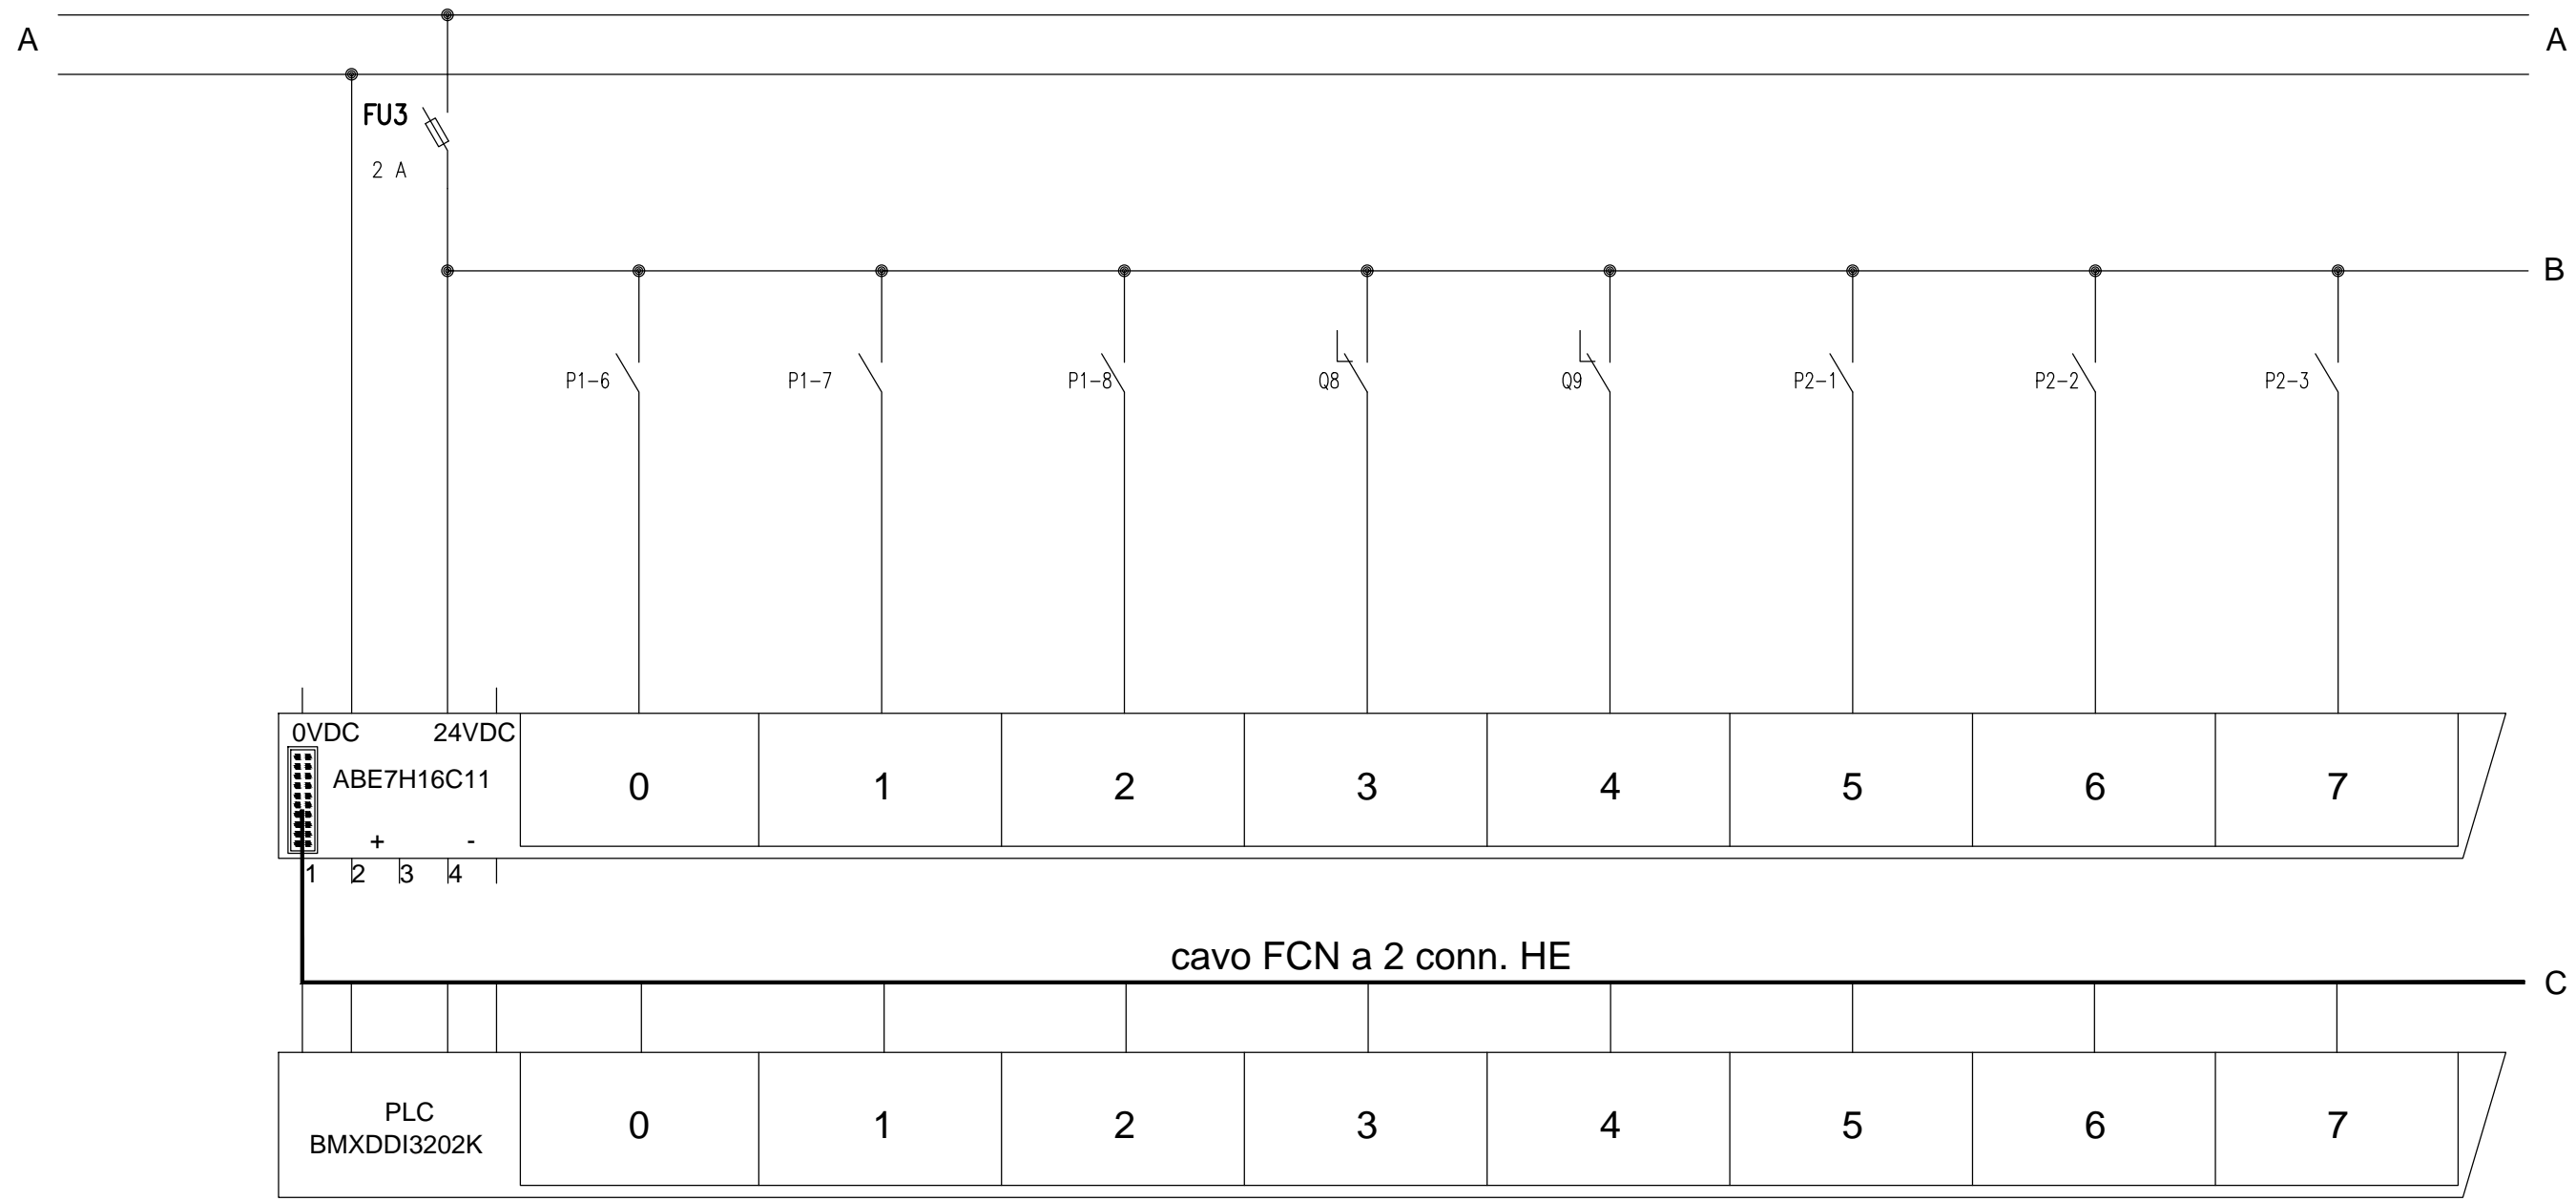 A A
FU3
2 A
B
P1-6 P1-7 P1-8 Q8 Q9 P2-1 P2-2 P2-3
0VDC 24VDC
ABE7H16C11 0 1 2 3 4 5 6 7
+ -
1 2 3 4
cavo FCN a 2 conn. HE
C
PLC
BMXDDI3202K 0 1 2 3 4 5 6 7